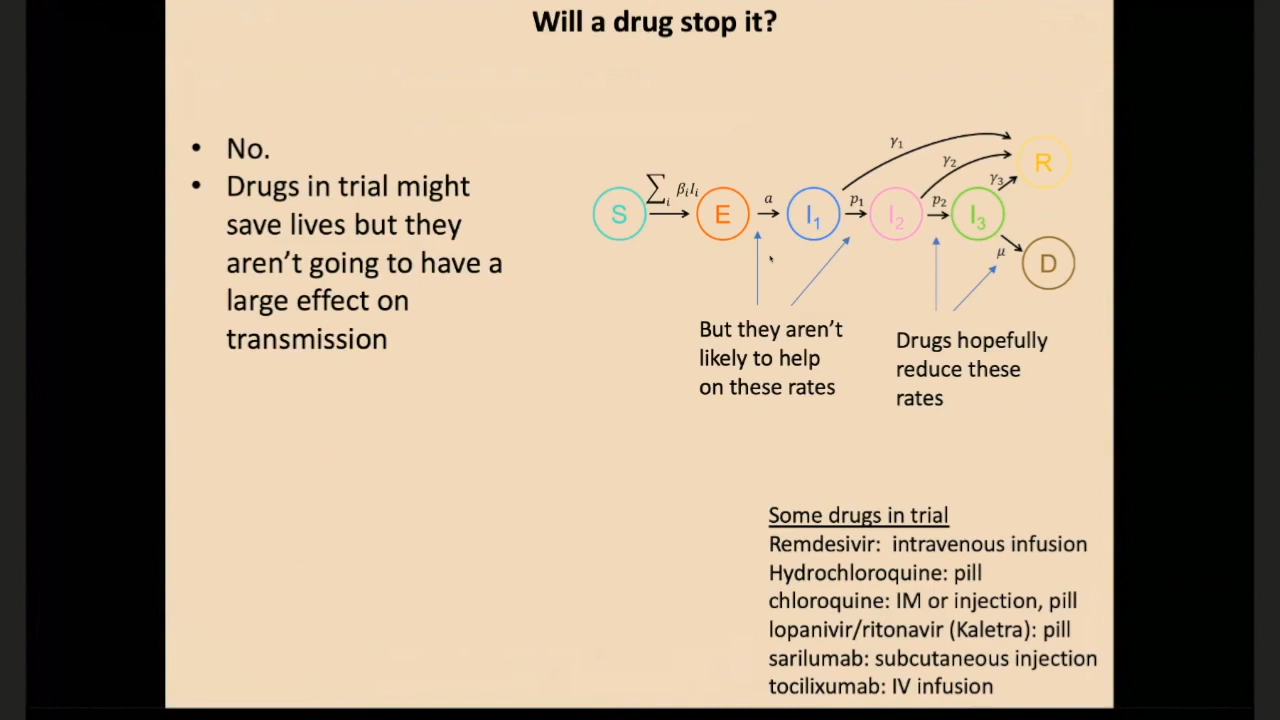 Will a drug stop it?
• No.
• Drugs in trial might
save lives but they
aren't going to have a
large effect on
transmission
S
∑i βiIi
E
a
I1
p1
I2
p2
I3
γ1
γ2
γ3
R
μ
D
But they aren't
likely to help
on these rates
Drugs hopefully
reduce these
rates
Some drugs in trial
Remdesivir: intravenous infusion
Hydrochloroquine: pill
chloroquine: IM or injection, pill
lopanivir/ritonavir (Kaletra): pill
sarilumab: subcutaneous injection
tocilixumab: IV infusion